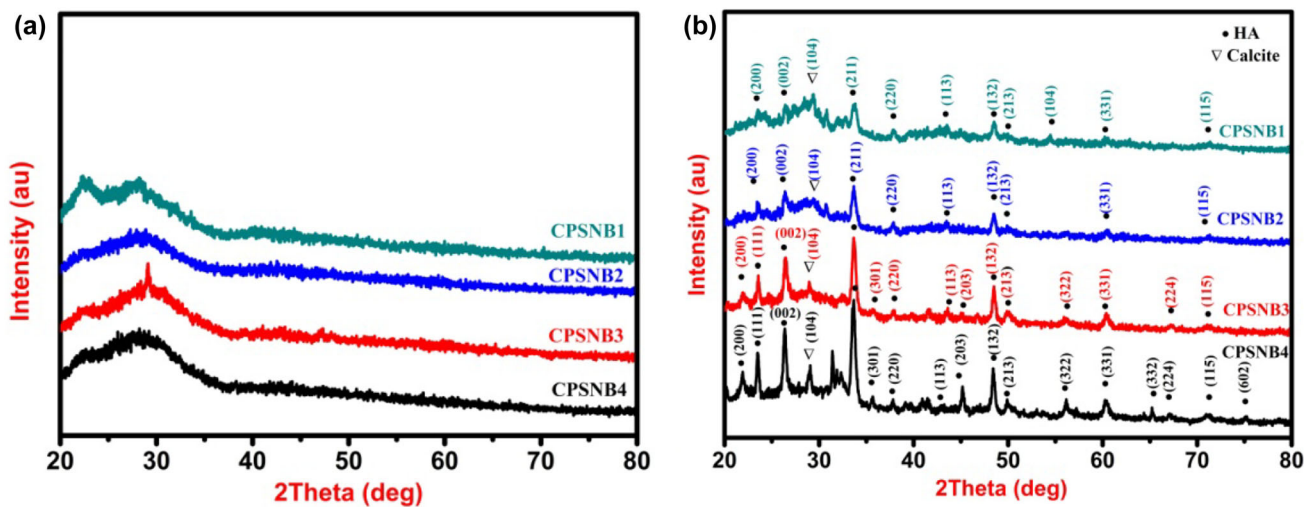 (a)
Intensity (au)
CPSNB1
CPSNB2
CPSNB3
CPSNB4
20 30 40 50 60 70 80
2Theta (deg)
(b)
• HA
▽ Calcite
Intensity (au)
(200) (002) (104) (211) (220) (113) (132) (213) (104) (331) (115)
CPSNB1
(200) (002) (104) (211) (220) (113) (132) (213) (331) (115)
CPSNB2
(200) (111) (002) (104) (301) (220) (113) (203) (132) (213) (322) (331) (224) (115)
CPSNB3
(200) (111) (002) (104) (301) (220) (113) (203) (132) (213) (322) (331) (332) (224) (115) (602)
CPSNB4
20 30 40 50 60 70 80
2Theta (deg)